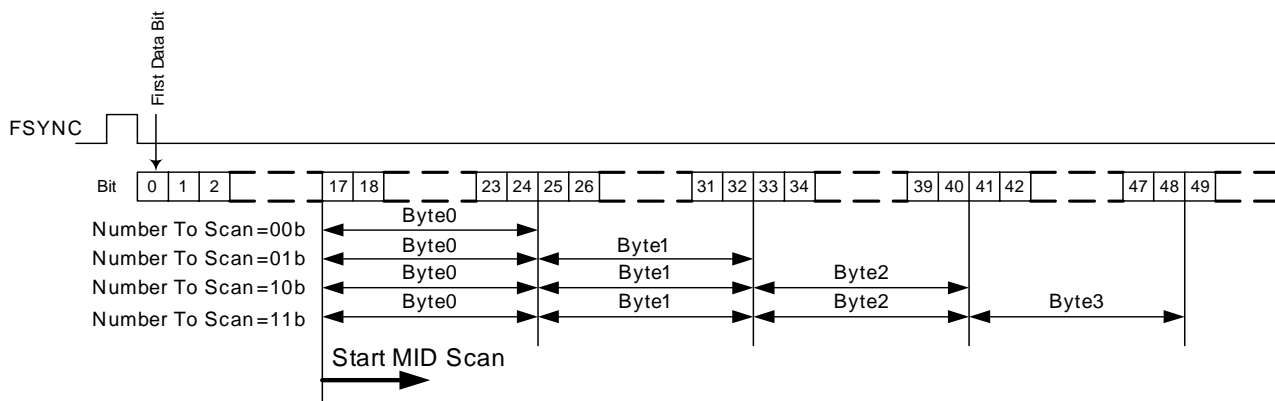 First Data Bit
FSYNC
Bit 0 1 2 17 18 23 24 25 26 31 32 33 34 39 40 41 42 47 48 49
Number To Scan=00b Byte0
Number To Scan=01b Byte0 Byte1
Number To Scan=10b Byte0 Byte1 Byte2
Number To Scan=11b Byte0 Byte1 Byte2 Byte3
Start MID Scan